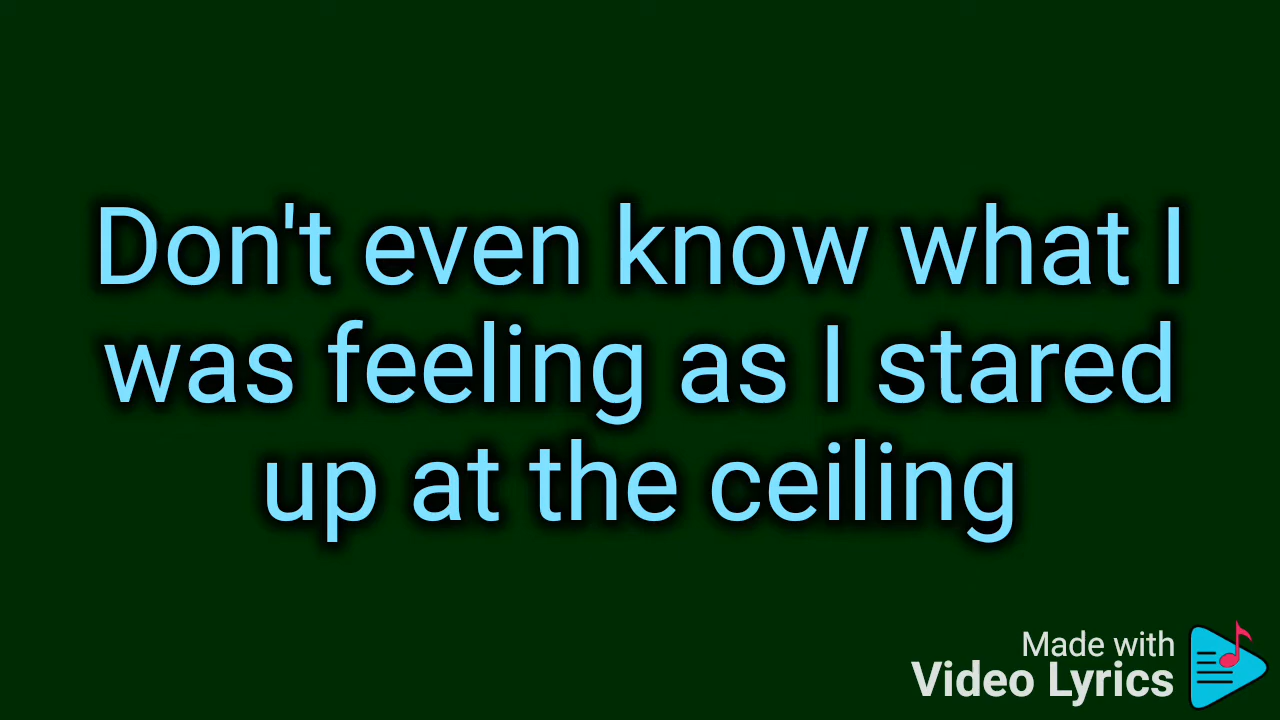 Don't even know what I
was feeling as I stared
up at the ceiling
Made with
Video Lyrics